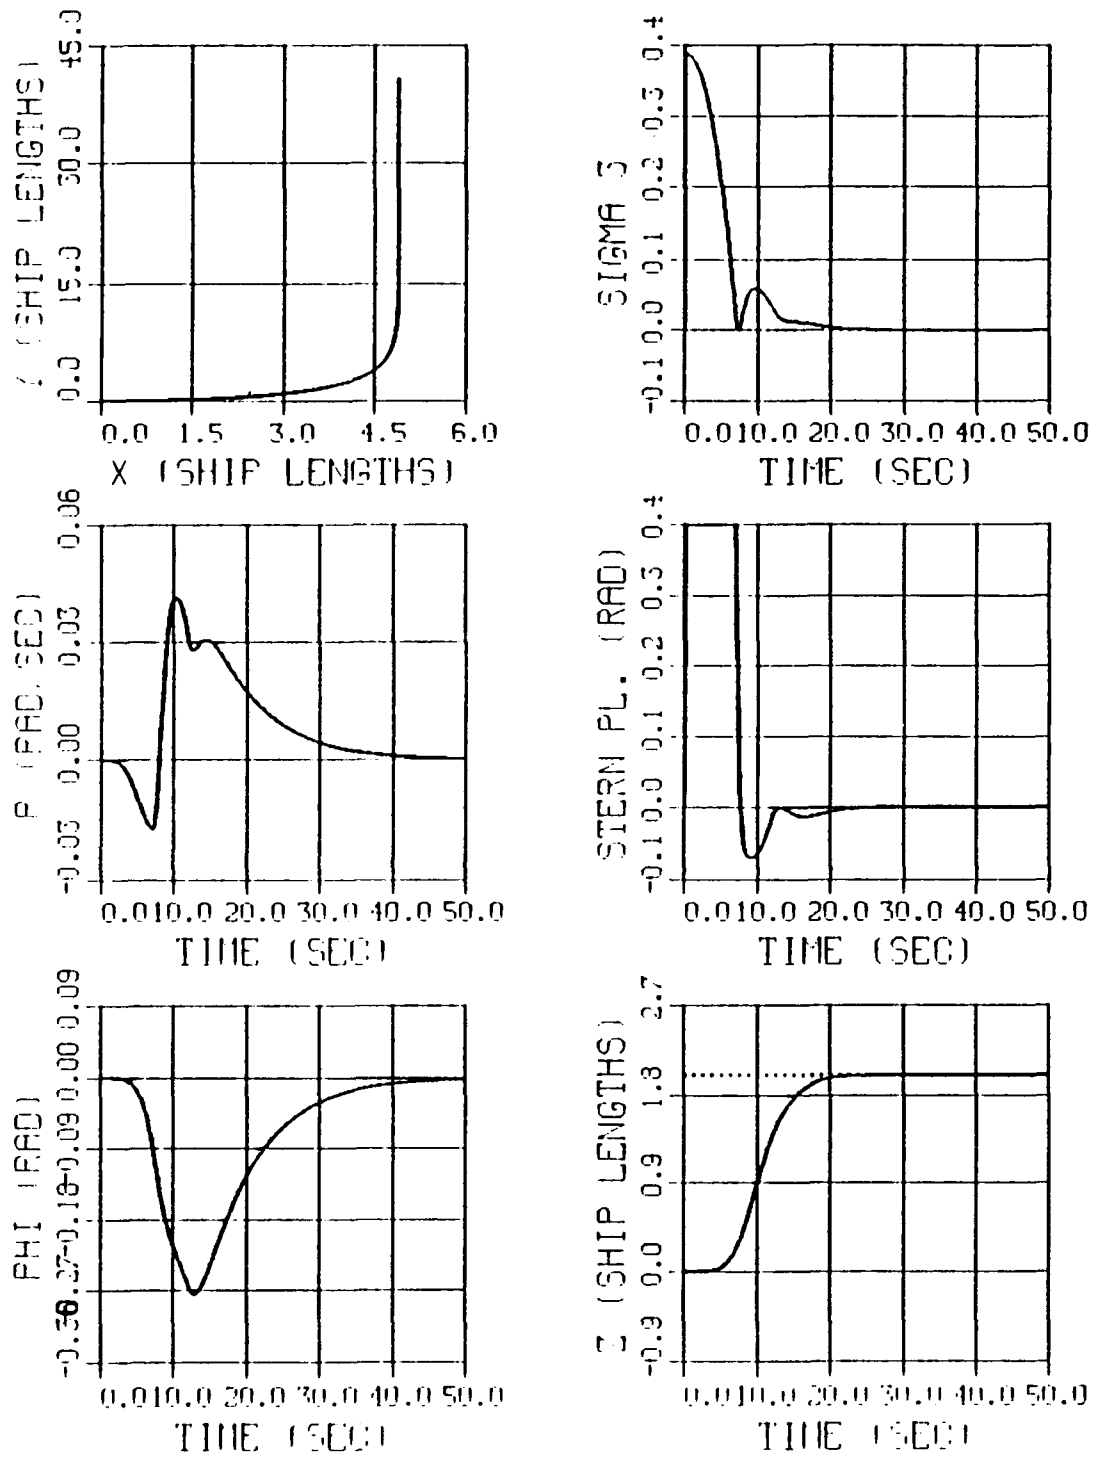 45.0
30.0
15.0
0.0
(SHIP LENGTHS)
0.0 1.5 3.0 4.5 6.0
X (SHIP LENGTHS)
0.4
0.3
0.2
0.1
0.0
-0.1
SIGMA 3
0.0 10.0 20.0 30.0 40.0 50.0
TIME (SEC)
0.06
0.03
0.00
-0.03
P (RAD/SEC)
0.0 10.0 20.0 30.0 40.0 50.0
TIME (SEC)
0.4
0.3
0.2
0.1
0.0
-0.1
STERN PL. (RAD)
0.0 10.0 20.0 30.0 40.0 50.0
TIME (SEC)
0.09
0.00
-0.09
-0.18
-0.27
-0.36
PHI (RAD)
0.0 10.0 20.0 30.0 40.0 50.0
TIME (SEC)
2.7
1.8
0.9
0.0
-0.9
Z (SHIP LENGTHS)
0.0 10.0 20.0 30.0 40.0 50.0
TIME (SEC)